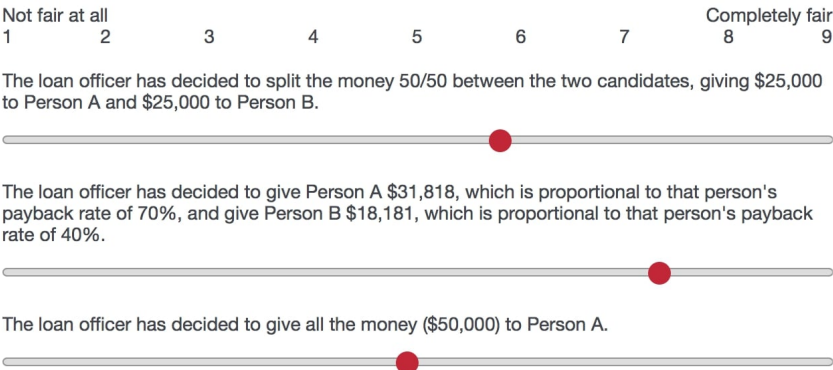 Not fair at all Completely fair
1 2 3 4 5 6 7 8 9
The loan officer has decided to split the money 50/50 between the two candidates, giving $25,000
to Person A and $25,000 to Person B.
The loan officer has decided to give Person A $31,818, which is proportional to that person's
payback rate of 70%, and give Person B $18,181, which is proportional to that person's payback
rate of 40%.
The loan officer has decided to give all the money ($50,000) to Person A.